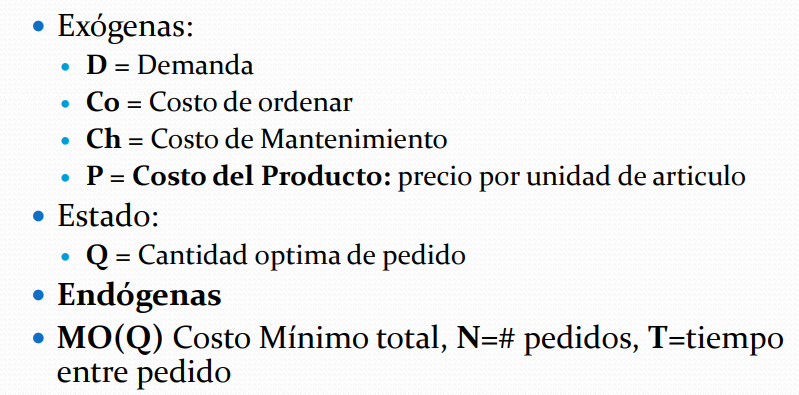 • Exógenas:
• D = Demanda
• Co = Costo de ordenar
• Ch = Costo de Mantenimiento
• P = Costo del Producto: precio por unidad de articulo
• Estado:
• Q = Cantidad optima de pedido
• Endógenas
• MO(Q) Costo Mínimo total, N=# pedidos, T=tiempo
entre pedido